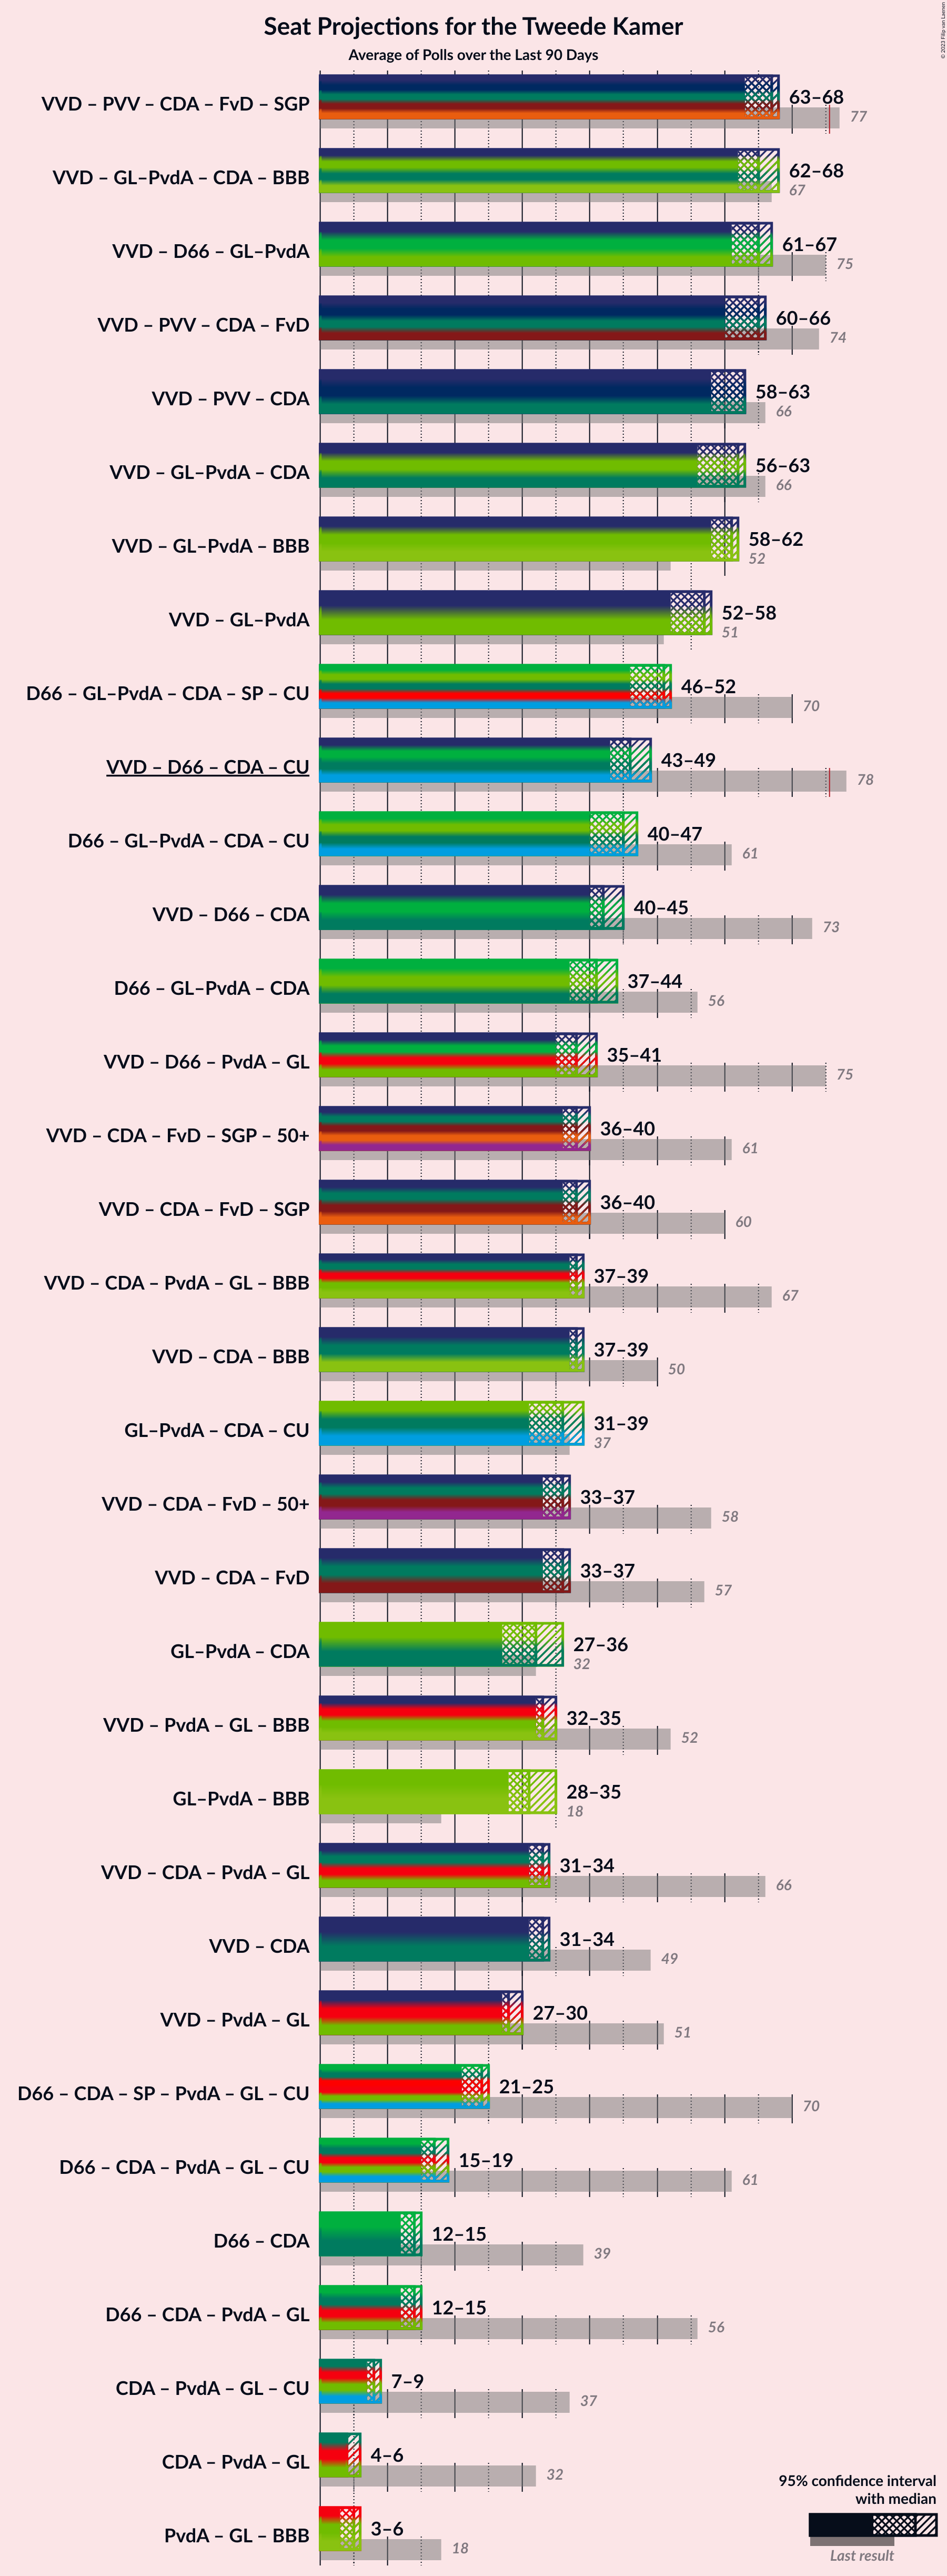 Seat Projections for the Tweede Kamer
Average of Polls over the Last 90 Days
© 2023 Filip van Laenen
VVD – PVV – CDA – FvD – SGP
63–68
77
VVD – GL–PvdA – CDA – BBB
62–68
67
VVD – D66 – GL–PvdA
61–67
75
VVD – PVV – CDA – FvD
60–66
74
VVD – PVV – CDA
58–63
66
VVD – GL–PvdA – CDA
56–63
66
VVD – GL–PvdA – BBB
58–62
52
VVD – GL–PvdA
52–58
51
D66 – GL–PvdA – CDA – SP – CU
46–52
70
VVD – D66 – CDA – CU
43–49
78
D66 – GL–PvdA – CDA – CU
40–47
61
VVD – D66 – CDA
40–45
73
D66 – GL–PvdA – CDA
37–44
56
VVD – D66 – PvdA – GL
35–41
75
VVD – CDA – FvD – SGP – 50+
36–40
61
VVD – CDA – FvD – SGP
36–40
60
VVD – CDA – PvdA – GL – BBB
37–39
67
VVD – CDA – BBB
37–39
50
GL–PvdA – CDA – CU
31–39
37
VVD – CDA – FvD – 50+
33–37
58
VVD – CDA – FvD
33–37
57
GL–PvdA – CDA
27–36
32
VVD – PvdA – GL – BBB
32–35
52
GL–PvdA – BBB
28–35
18
VVD – CDA – PvdA – GL
31–34
66
VVD – CDA
31–34
49
VVD – PvdA – GL
27–30
51
D66 – CDA – SP – PvdA – GL – CU
21–25
70
D66 – CDA – PvdA – GL – CU
15–19
61
D66 – CDA
12–15
39
D66 – CDA – PvdA – GL
12–15
56
CDA – PvdA – GL – CU
7–9
37
CDA – PvdA – GL
4–6
32
PvdA – GL – BBB
3–6
18
95% confidence interval
with median
Last result